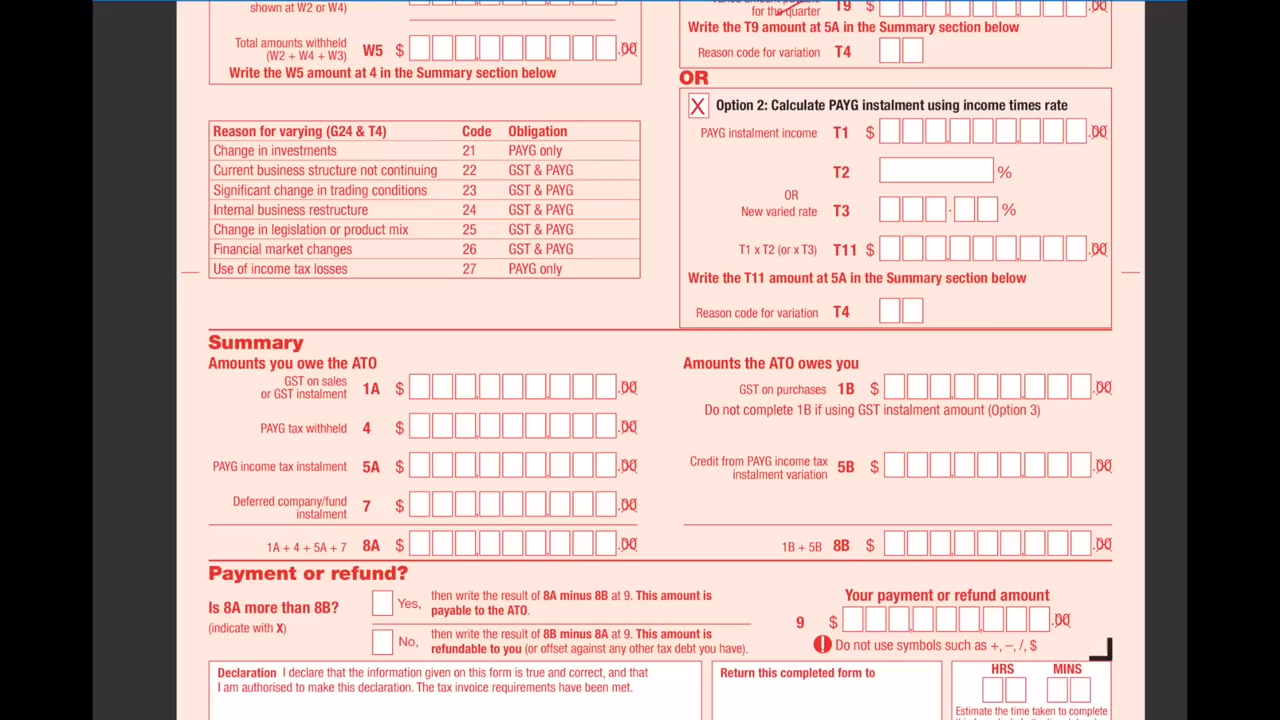 shown at W2 or W4)
Total amounts withheld
(W2 + W4 + W3) W5 $ .00
Write the W5 amount at 4 in the Summary section below
for the quarter T9 .00
Write the T9 amount at 5A in the Summary section below
Reason code for variation T4
OR
X Option 2: Calculate PAYG instalment using income times rate
PAYG instalment income T1 $ .00
T2 %
OR
New varied rate T3 . %
T1 x T2 (or x T3) T11 $ .00
Write the T11 amount at 5A in the Summary section below
Reason code for variation T4
Reason for varying (G24 & T4) Code Obligation
Change in investments 21 PAYG only
Current business structure not continuing 22 GST & PAYG
Significant change in trading conditions 23 GST & PAYG
Internal business restructure 24 GST & PAYG
Change in legislation or product mix 25 GST & PAYG
Financial market changes 26 GST & PAYG
Use of income tax losses 27 PAYG only
Summary
Amounts you owe the ATO
GST on sales
or GST instalment 1A $ .00
PAYG tax withheld 4 $ .00
PAYG income tax instalment 5A $ .00
Deferred company/fund
instalment 7 $ .00
1A + 4 + 5A + 7 8A $ .00
Amounts the ATO owes you
GST on purchases 1B $ .00
Do not complete 1B if using GST instalment amount (Option 3)
Credit from PAYG income tax
instalment variation 5B $ .00
1B + 5B 8B $ .00
Payment or refund?
Is 8A more than 8B?
(indicate with X)
Yes, then write the result of 8A minus 8B at 9. This amount is
payable to the ATO.
No, then write the result of 8B minus 8A at 9. This amount is
refundable to you (or offset against any other tax debt you have).
Your payment or refund amount
9 $ .00
! Do not use symbols such as +, –, /, $
Declaration I declare that the information given on this form is true and correct, and that
I am authorised to make this declaration. The tax invoice requirements have been met.
Return this completed form to
HRS MINS
Estimate the time taken to complete